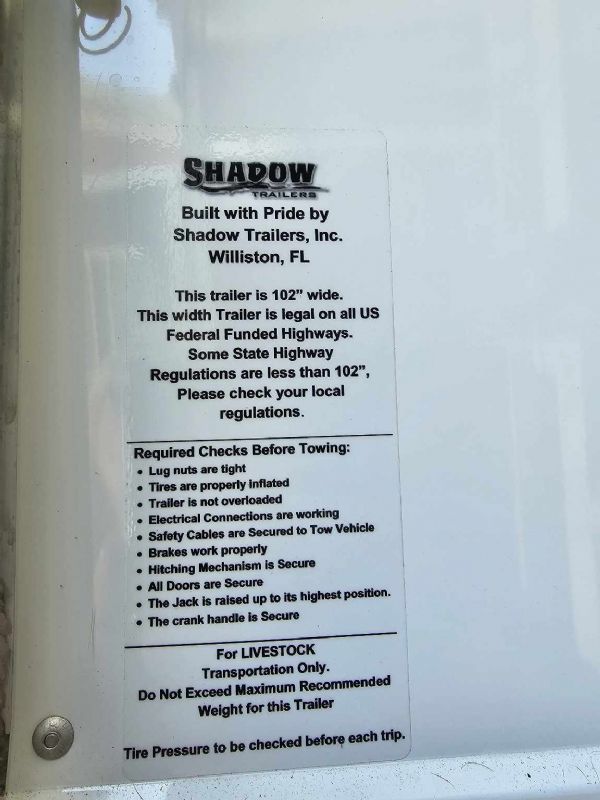 SHADOW
TRAILERS
Built with Pride by
Shadow Trailers, Inc.
Williston, FL
This trailer is 102” wide.
This width Trailer is legal on all US
Federal Funded Highways.
Some State Highway
Regulations are less than 102”,
Please check your local
regulations.
Required Checks Before Towing:
• Lug nuts are tight
• Tires are properly inflated
• Trailer is not overloaded
• Electrical Connections are working
• Safety Cables are Secured to Tow Vehicle
• Brakes work properly
• Hitching Mechanism is Secure
• All Doors are Secure
• The Jack is raised up to its highest position.
• The crank handle is Secure
For LIVESTOCK
Transportation Only.
Do Not Exceed Maximum Recommended
Weight for this Trailer
Tire Pressure to be checked before each trip.